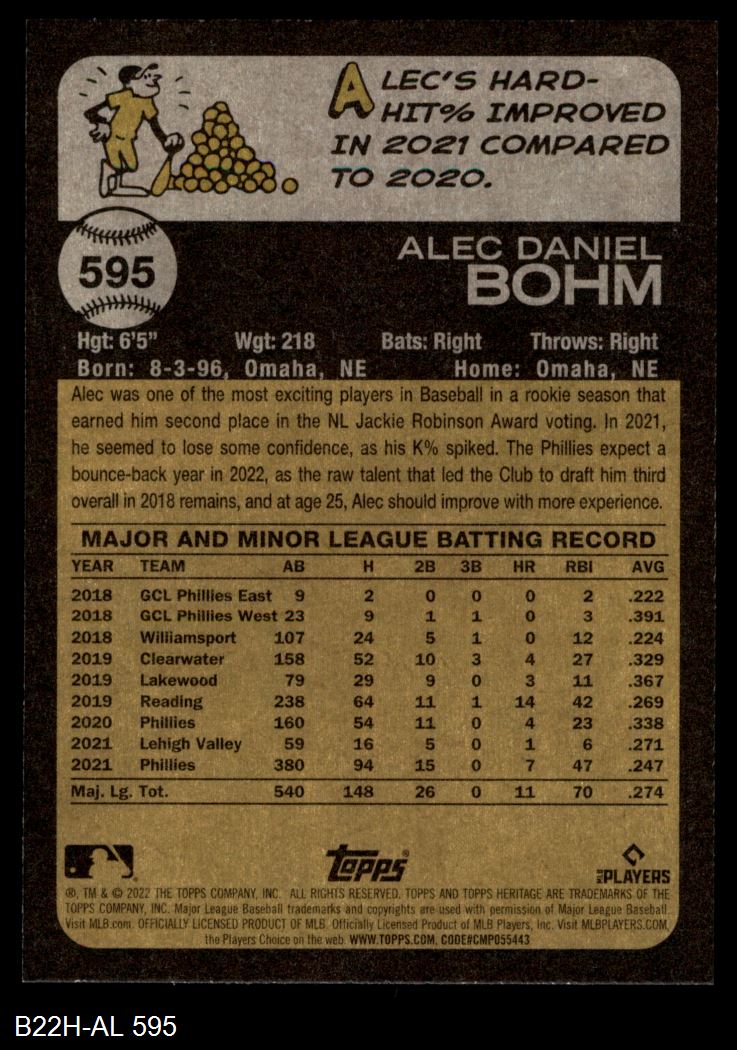 ALEC'S HARD-
HIT% IMPROVED
IN 2021 COMPARED
TO 2020.
595
ALEC DANIEL
BOHM
Hgt: 6'5" Wgt: 218 Bats: Right Throws: Right
Born: 8-3-96, Omaha, NE Home: Omaha, NE
Alec was one of the most exciting players in Baseball in a rookie season that
earned him second place in the NL Jackie Robinson Award voting. In 2021,
he seemed to lose some confidence, as his K% spiked. The Phillies expect a
bounce-back year in 2022, as the raw talent that led the Club to draft him third
overall in 2018 remains, and at age 25, Alec should improve with more experience.
MAJOR AND MINOR LEAGUE BATTING RECORD
YEAR TEAM AB H 2B 3B HR RBI AVG
2018 GCL Phillies East 9 2 0 0 0 2 .222
2018 GCL Phillies West 23 9 1 1 0 3 .391
2018 Williamsport 107 24 5 1 0 12 .224
2019 Clearwater 158 52 10 3 4 27 .329
2019 Lakewood 79 29 9 0 3 11 .367
2019 Reading 238 64 11 1 14 42 .269
2020 Phillies 160 54 11 0 4 23 .338
2021 Lehigh Valley 59 16 5 0 1 6 .271
2021 Phillies 380 94 15 0 7 47 .247
Maj. Lg. Tot. 540 148 26 0 11 70 .274
topps® MLB PLAYERS
®, TM & © 2022 THE TOPPS COMPANY, INC. ALL RIGHTS RESERVED. TOPPS AND TOPPS HERITAGE ARE TRADEMARKS OF THE
TOPPS COMPANY, INC. Major League Baseball trademarks and copyrights are used with permission of Major League Baseball.
Visit MLB.com. OFFICIALLY LICENSED PRODUCT OF MLB Players, Inc. Visit MLBPLAYERS.COM,
the Players Choice on the web. WWW.TOPPS.COM. CODE#CMP055443
B22H-AL 595